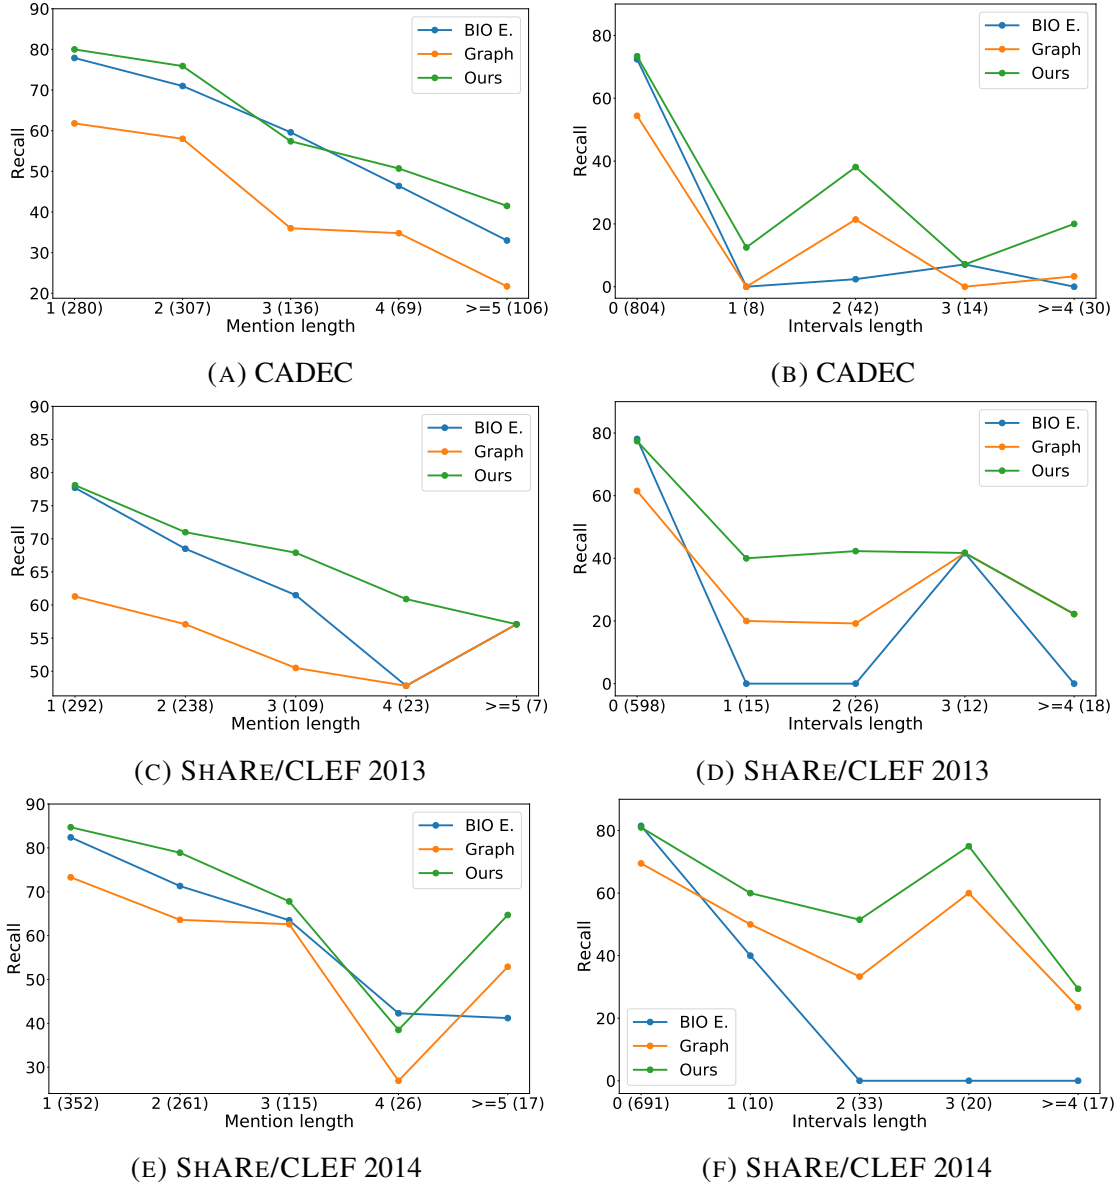 90
80
70
60
50
40
30
20
Recall
BIO E.
Graph
Ours
1 (280) 2 (307) 3 (136) 4 (69) >=5 (106)
Mention length
(A) CADEC
80
60
40
20
0
Recall
BIO E.
Graph
Ours
0 (804) 1 (8) 2 (42) 3 (14) >=4 (30)
Intervals length
(B) CADEC
90
85
80
75
70
65
60
55
50
Recall
BIO E.
Graph
Ours
1 (292) 2 (238) 3 (109) 4 (23) >=5 (7)
Mention length
(C) SHARE/CLEF 2013
80
60
40
20
0
Recall
BIO E.
Graph
Ours
0 (598) 1 (15) 2 (26) 3 (12) >=4 (18)
Intervals length
(D) SHARE/CLEF 2013
90
80
70
60
50
40
30
Recall
BIO E.
Graph
Ours
1 (352) 2 (261) 3 (115) 4 (26) >=5 (17)
Mention length
(E) SHARE/CLEF 2014
80
60
40
20
0
Recall
BIO E.
Graph
Ours
0 (691) 1 (10) 2 (33) 3 (20) >=4 (17)
Intervals length
(F) SHARE/CLEF 2014